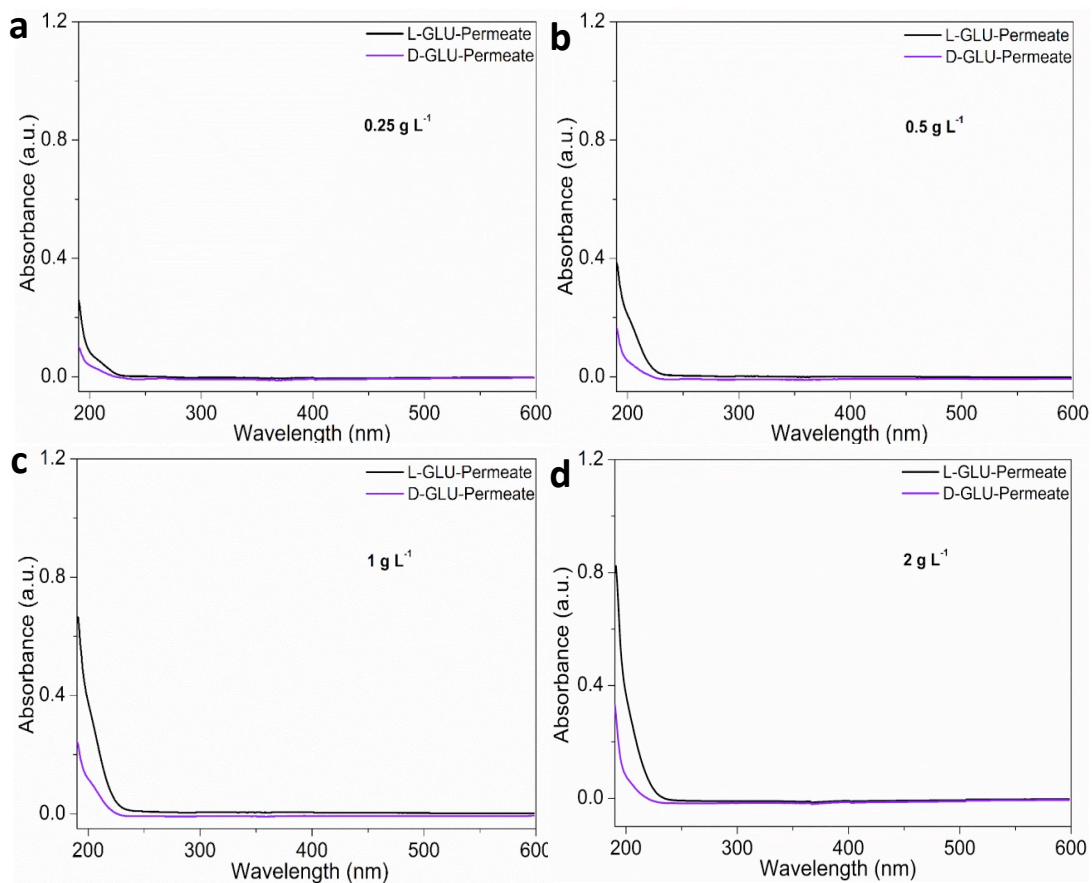 a
1.2
0.8
0.4
0.0
Absorbance (a.u.)
L-GLU-Permeate
D-GLU-Permeate
0.25 g L⁻¹
200 300 400 500 600
Wavelength (nm)
b
1.2
0.8
0.4
0.0
Absorbance (a.u.)
L-GLU-Permeate
D-GLU-Permeate
0.5 g L⁻¹
200 300 400 500 600
Wavelength (nm)
c
1.2
0.8
0.4
0.0
Absorbance (a.u.)
L-GLU-Permeate
D-GLU-Permeate
1 g L⁻¹
200 300 400 500 600
Wavelength (nm)
d
1.2
0.8
0.4
0.0
Absorbance (a.u.)
L-GLU-Permeate
D-GLU-Permeate
2 g L⁻¹
200 300 400 500 600
Wavelength (nm)